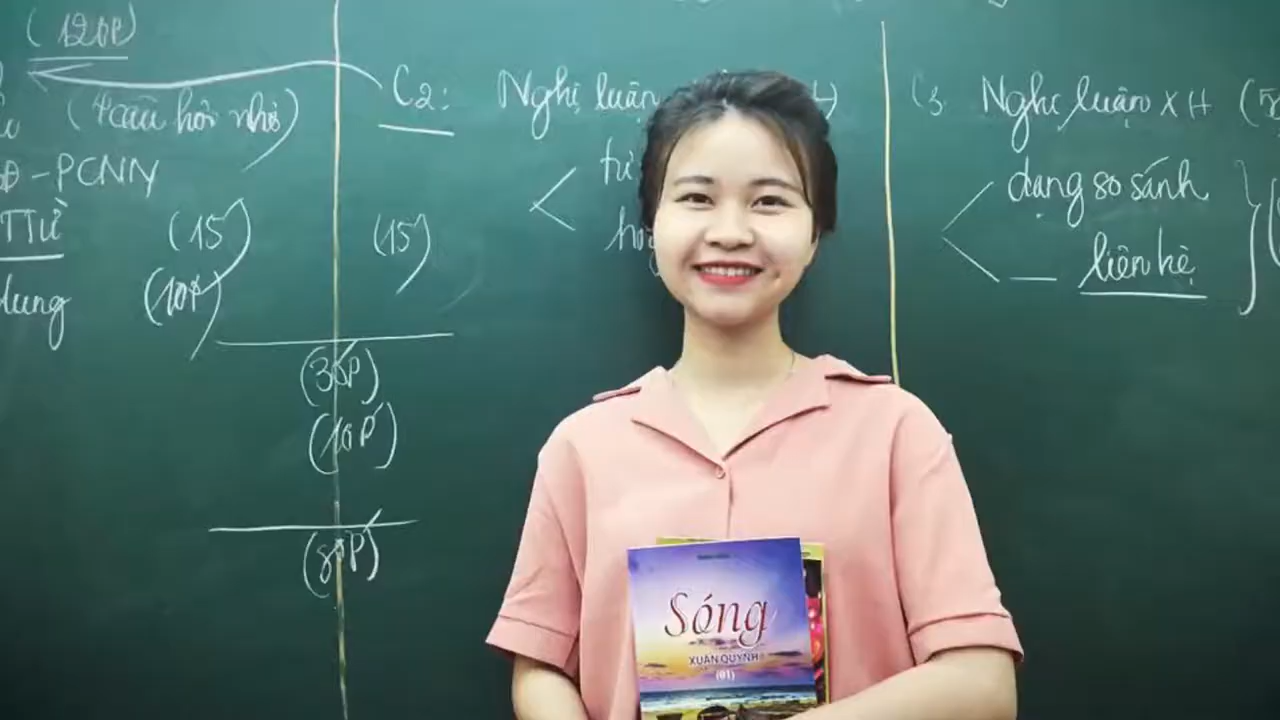 (120P)
(4 câu hỏi nhỏ)
- PCNN
(15')
(10P)
dung
C2: Nghị luận
từ
(15')
(30P)
(10P)
(80P)
C3 Nghị luận XH
dạng so sánh
liên hệ
Sóng
XUÂN QUỲNH
(01)